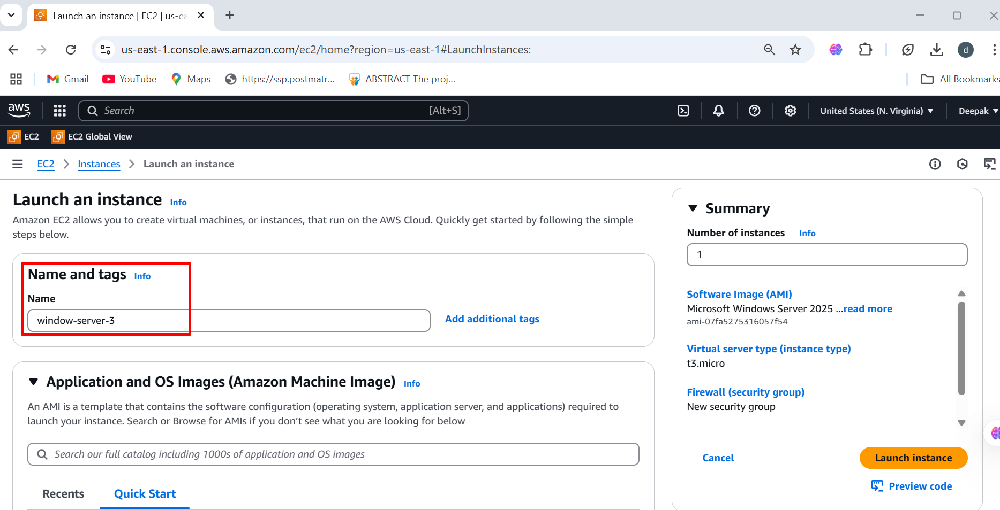 Launch an instance | EC2 | us-ea
us-east-1.console.aws.amazon.com/ec2/home?region=us-east-1#LaunchInstances:
d
Gmail
YouTube
Maps
https://ssp.postmatr...
ABSTRACT The proj...
All Bookmarks
aws
Search
[Alt+S]
United States (N. Virginia)
Deepak
EC2
EC2 Global View
EC2
Instances
Launch an instance
Launch an instance Info
Amazon EC2 allows you to create virtual machines, or instances, that run on the AWS Cloud. Quickly get started by following the simple
steps below.
Name and tags Info
Name
window-server-3
Add additional tags
Application and OS Images (Amazon Machine Image) Info
An AMI is a template that contains the software configuration (operating system, application server, and applications) required to
launch your instance. Search or Browse for AMIs if you don’t see what you are looking for below
Search our full catalog including 1000s of application and OS images
Recents
Quick Start
Summary
Number of instances Info
1
Software Image (AMI)
Microsoft Windows Server 2025 ...read more
ami-07fa5275316057f54
Virtual server type (instance type)
t3.micro
Firewall (security group)
New security group
Cancel
Launch instance
Preview code